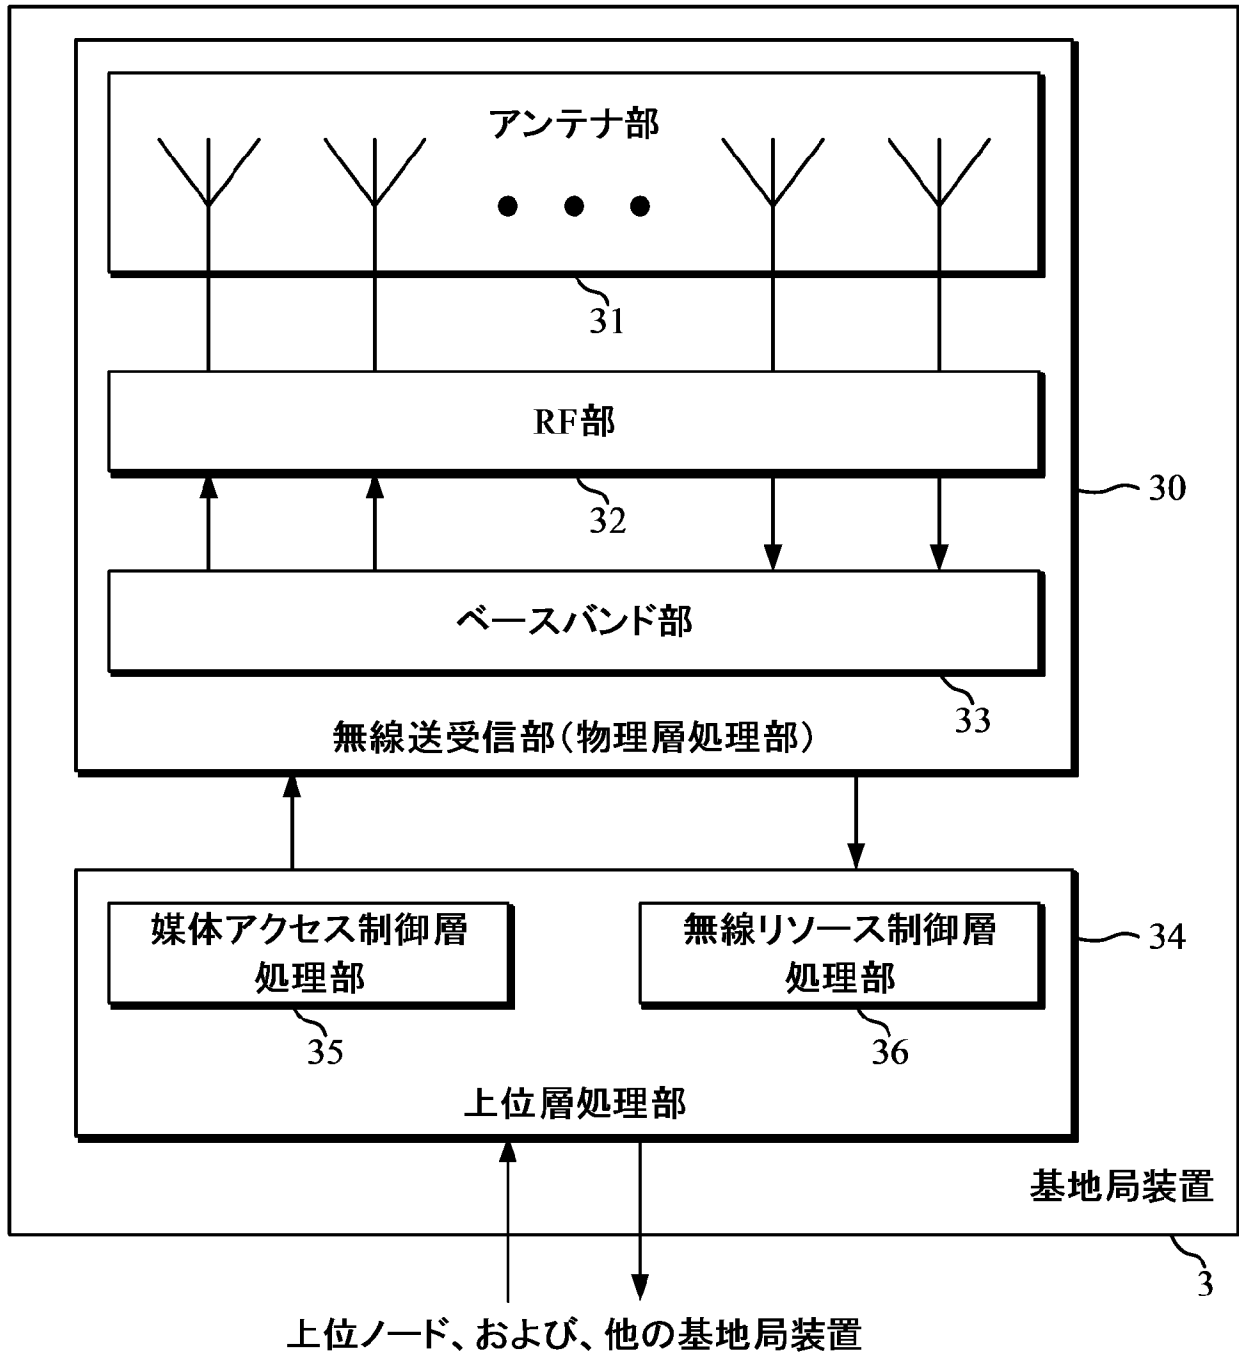 アンテナ部
31
RF部
32
30
ベースバンド部
33
無線送受信部(物理層処理部)
媒体アクセス制御層
処理部
35
無線リソース制御層
処理部
36
34
上位層処理部
基地局装置
3
上位ノード、および、他の基地局装置